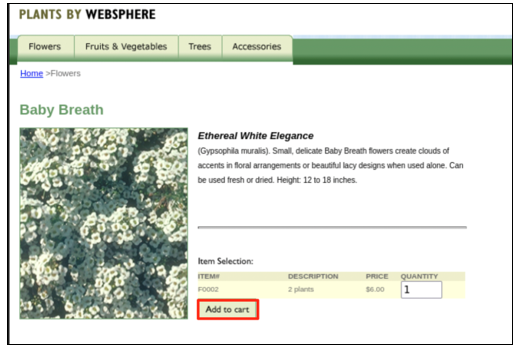 PLANTS BY WEBSPHERE
Flowers Fruits & Vegetables Trees Accessories
Home >Flowers
Baby Breath
Ethereal White Elegance
(Gypsophila muralis). Small, delicate Baby Breath flowers create clouds of
accents in floral arrangements or beautiful lacy designs when used alone. Can
be used fresh or dried. Height: 12 to 18 inches.
Item Selection:
ITEM# DESCRIPTION PRICE QUANTITY
F0002 2 plants $6.00 1
Add to cart